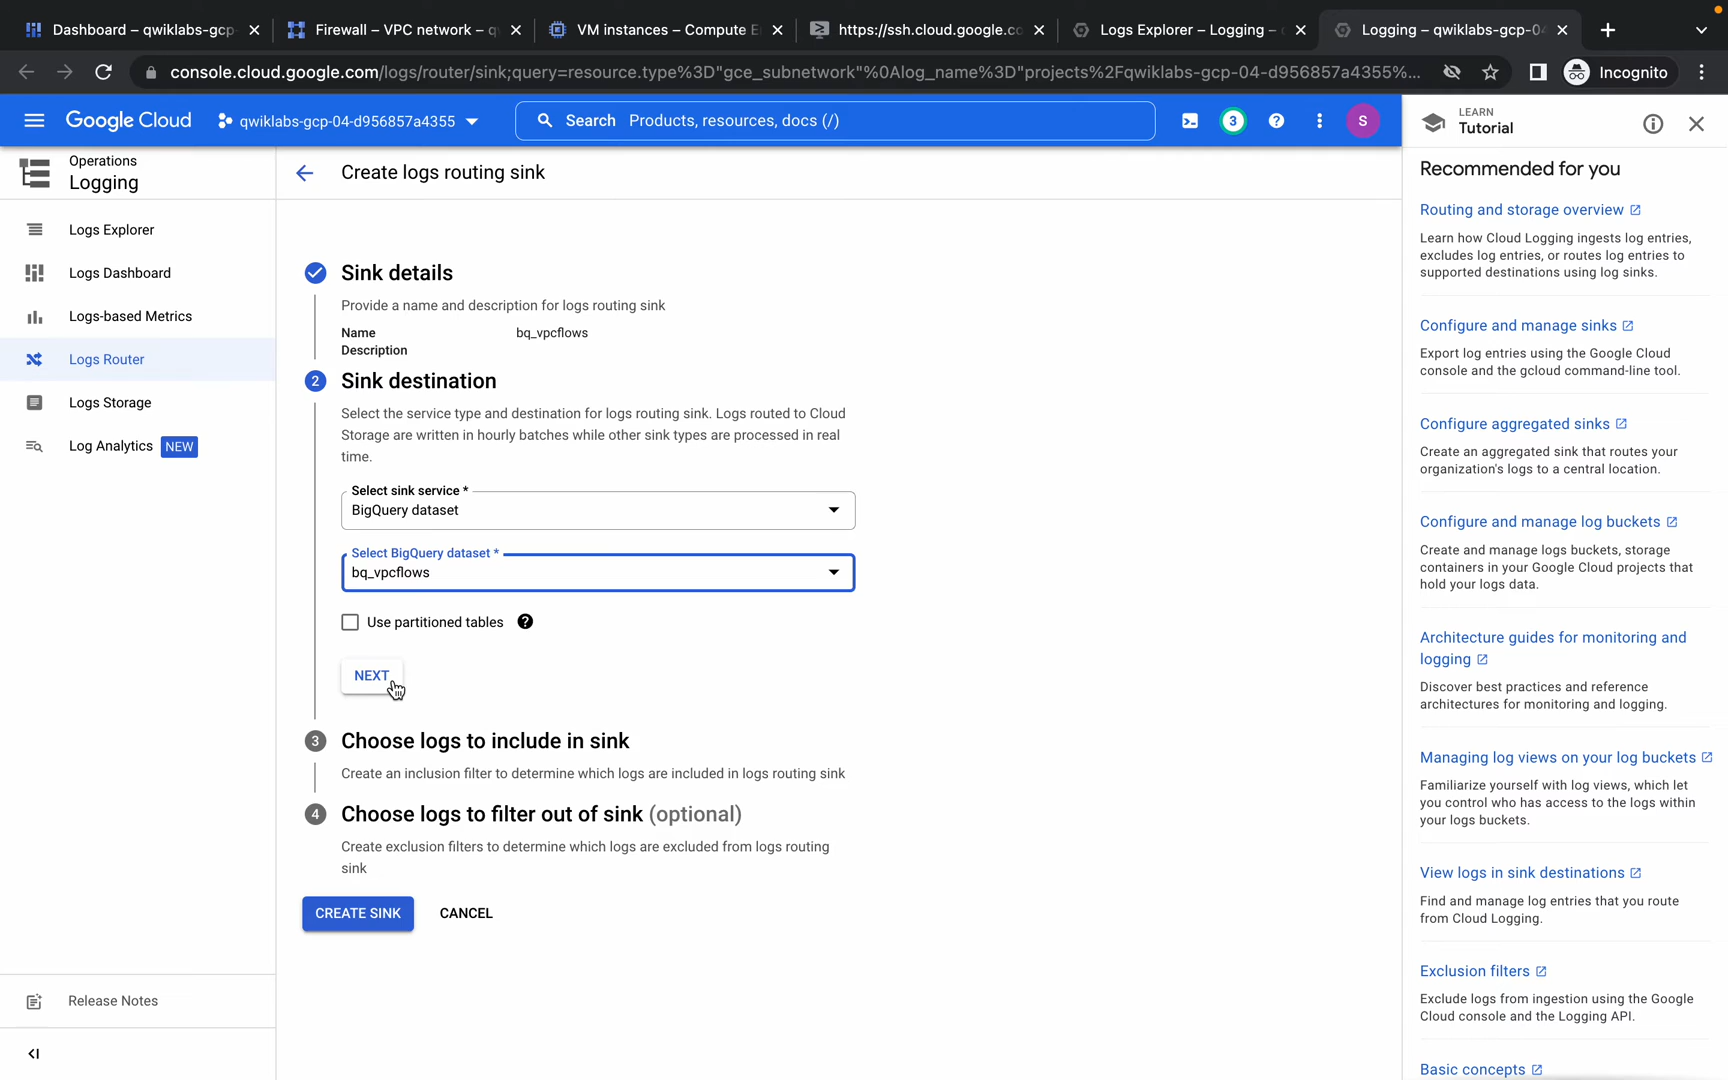 Dashboard – qwiklabs-gcp-
Firewall – VPC network – q
VM instances – Compute E
https://ssh.cloud.google.co
Logs Explorer – Logging –
Logging – qwiklabs-gcp-04
console.cloud.google.com/logs/router/sink;query=resource.type%3D"gce_subnetwork"%0Alog_name%3D"projects%2Fqwiklabs-gcp-04-d956857a4355%...
Incognito
Google Cloud
qwiklabs-gcp-04-d956857a4355
Search Products, resources, docs (/)
3
?
S
LEARN
Tutorial
Operations
Logging
Logs Explorer
Logs Dashboard
Logs-based Metrics
Logs Router
Logs Storage
Log Analytics NEW
Release Notes
Create logs routing sink
Sink details
Provide a name and description for logs routing sink
Name bq_vpcflows
Description
2 Sink destination
Select the service type and destination for logs routing sink. Logs routed to Cloud
Storage are written in hourly batches while other sink types are processed in real
time.
Select sink service *
BigQuery dataset
Select BigQuery dataset *
bq_vpcflows
Use partitioned tables ?
NEXT
3 Choose logs to include in sink
Create an inclusion filter to determine which logs are included in logs routing sink
4 Choose logs to filter out of sink (optional)
Create exclusion filters to determine which logs are excluded from logs routing
sink
CREATE SINK CANCEL
Recommended for you
Routing and storage overview
Learn how Cloud Logging ingests log entries,
excludes log entries, or routes log entries to
supported destinations using log sinks.
Configure and manage sinks
Export log entries using the Google Cloud
console and the gcloud command-line tool.
Configure aggregated sinks
Create an aggregated sink that routes your
organization's logs to a central location.
Configure and manage log buckets
Create and manage logs buckets, storage
containers in your Google Cloud projects that
hold your logs data.
Architecture guides for monitoring and
logging
Discover best practices and reference
architectures for monitoring and logging.
Managing log views on your log buckets
Familiarize yourself with log views, which let
you control who has access to the logs within
your logs buckets.
View logs in sink destinations
Find and manage log entries that you route
from Cloud Logging.
Exclusion filters
Exclude logs from ingestion using the Google
Cloud console and the Logging API.
Basic concepts